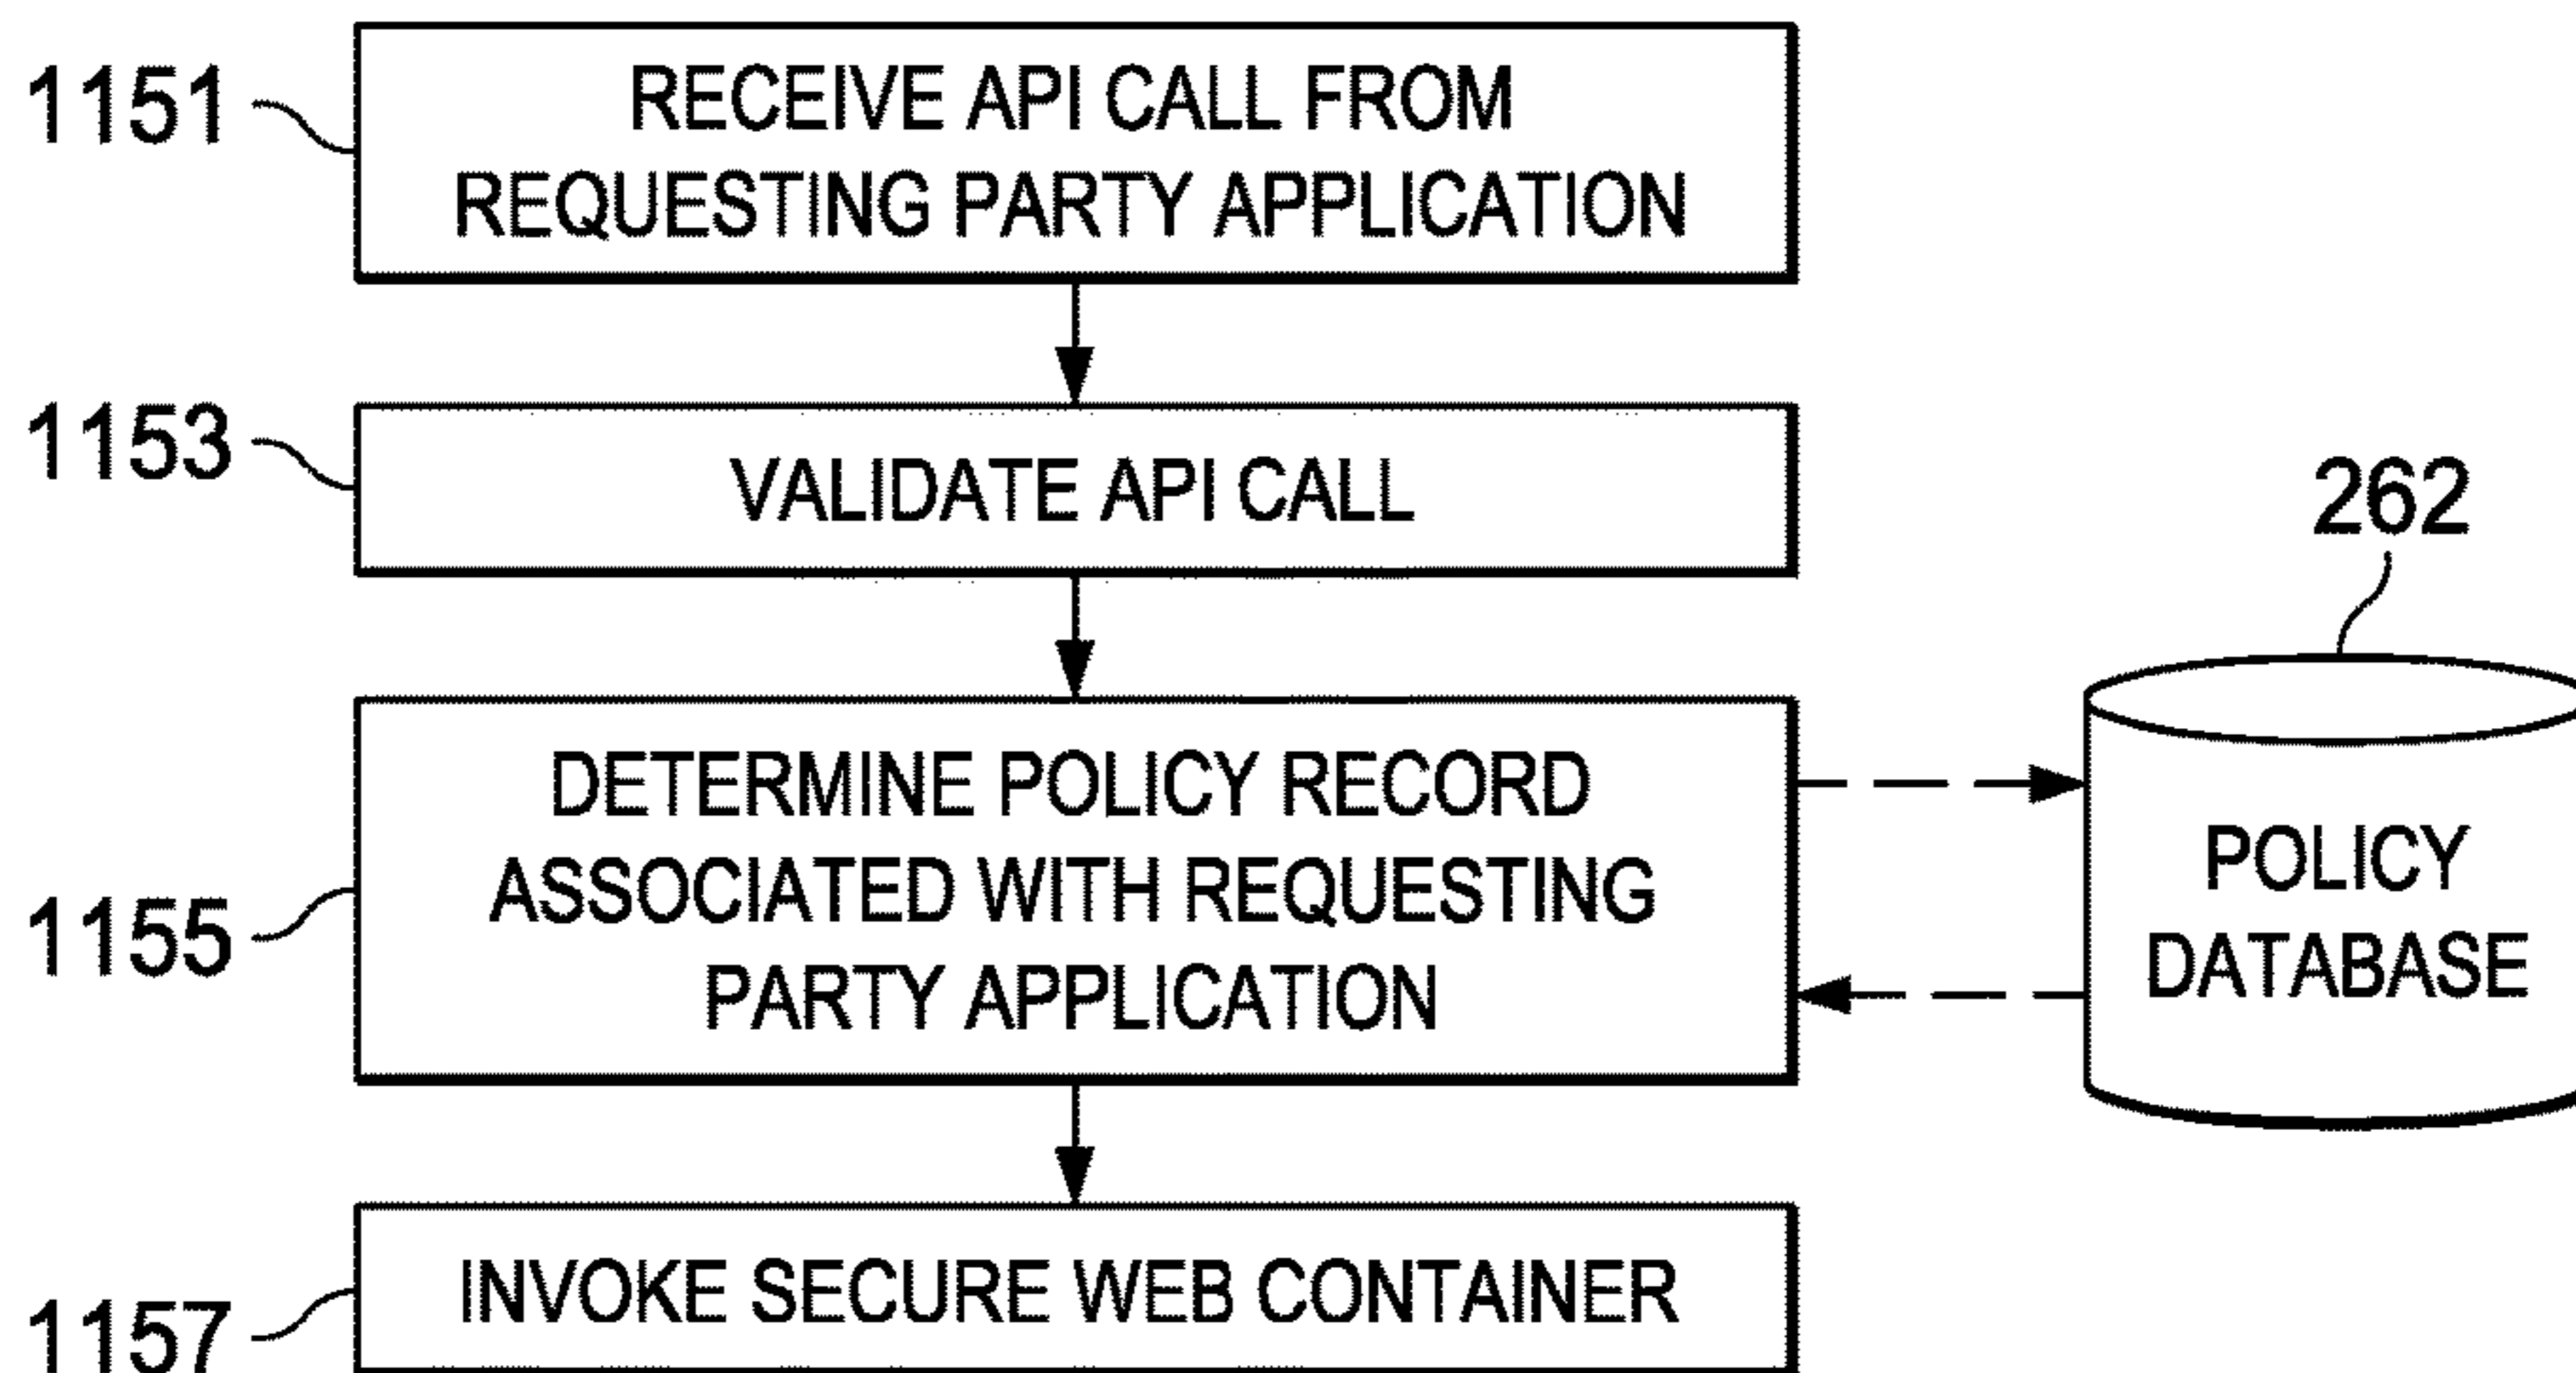 1151
RECEIVE API CALL FROM
REQUESTING PARTY APPLICATION
1153
VALIDATE API CALL
262
1155
DETERMINE POLICY RECORD
ASSOCIATED WITH REQUESTING
PARTY APPLICATION
POLICY
DATABASE
1157
INVOKE SECURE WEB CONTAINER